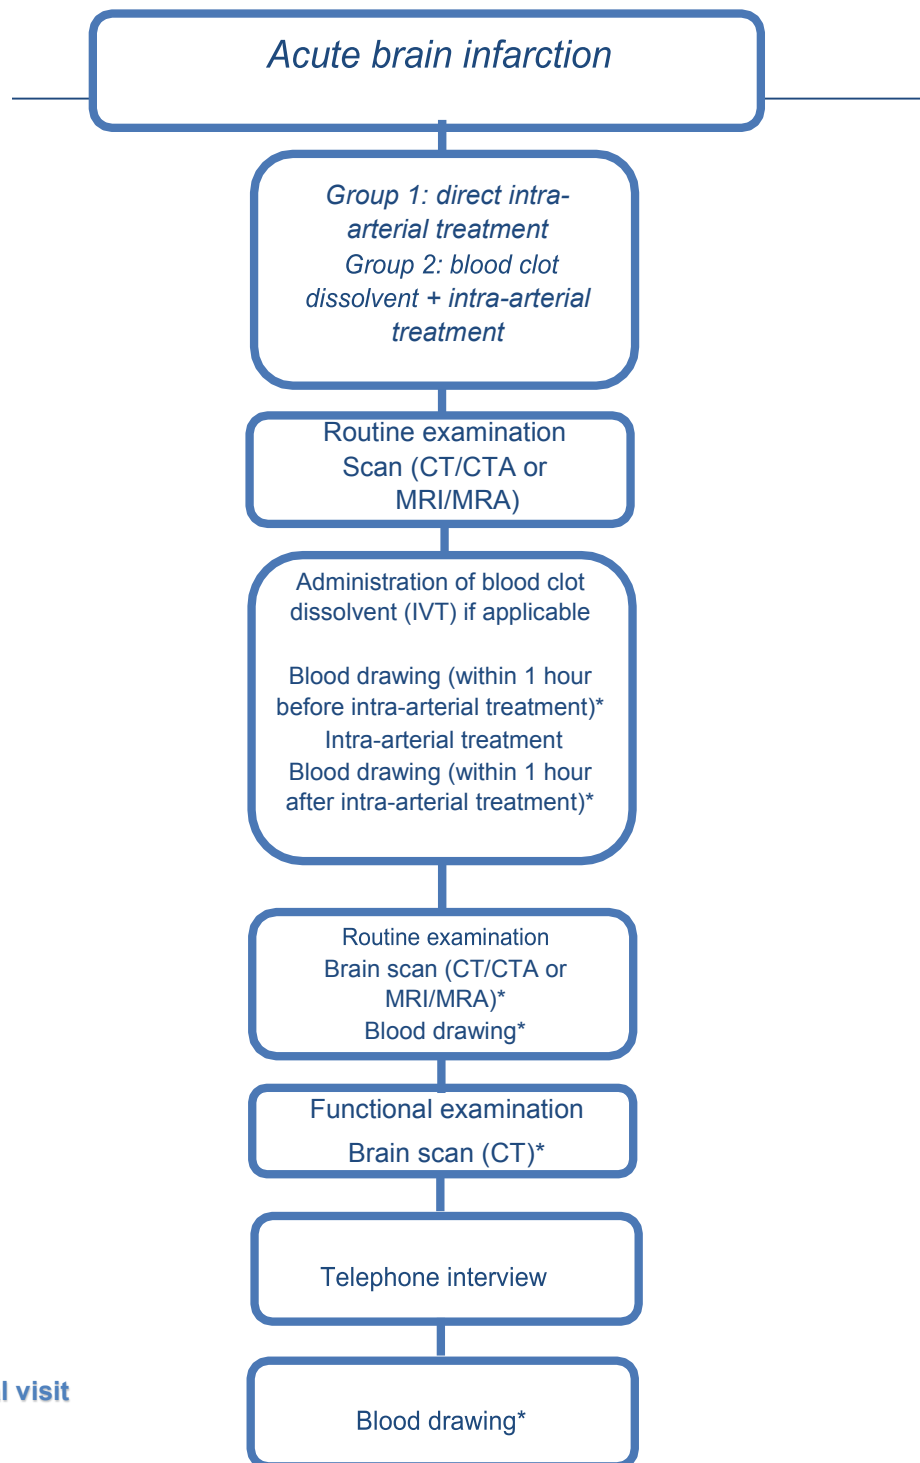 Acute brain infarction
Group 1: direct intra-
arterial treatment
Group 2: blood clot
dissolvent + intra-arterial
treatment
Routine examination
Scan (CT/CTA or
MRI/MRA)
Administration of blood clot
dissolvent (IVT) if applicable
Blood drawing (within 1 hour
before intra-arterial treatment)*
Intra-arterial treatment
Blood drawing (within 1 hour
after intra-arterial treatment)*
Routine examination
Brain scan (CT/CTA or
MRI/MRA)*
Blood drawing*
Functional examination
Brain scan (CT)*
Telephone interview
visit
Blood drawing*